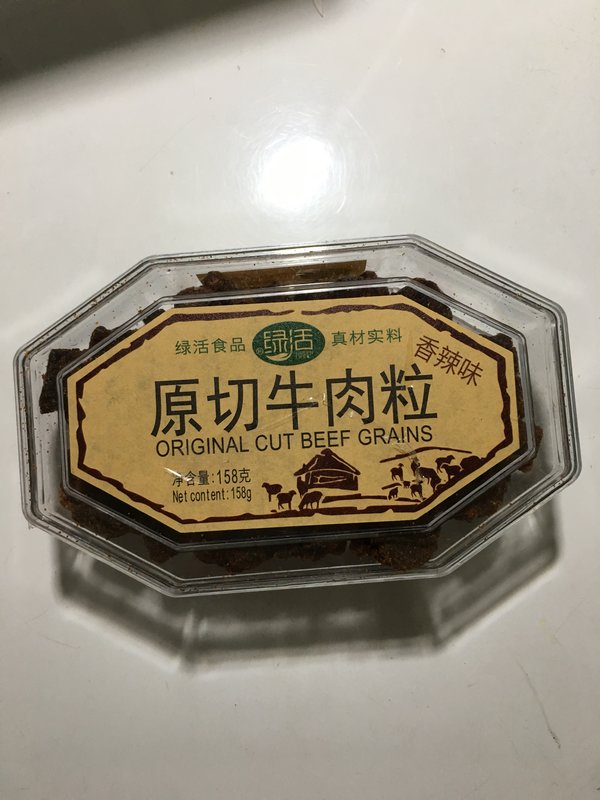 绿活食品 绿活 真材实料
香辣味
原切牛肉粒
ORIGINAL CUT BEEF GRAINS
净含量:158克
Net content:158g